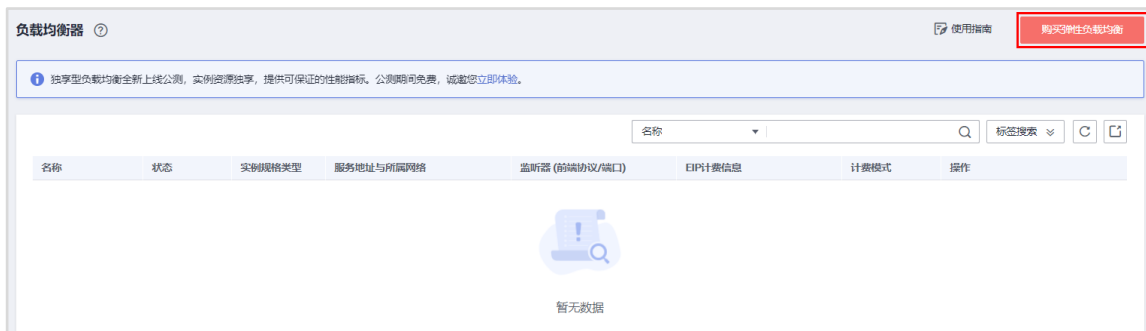 负载均衡器
使用指南
购买弹性负载均衡
独享型负载均衡全新上线公测，实例资源独享，提供可保证的性能指标。公测期间免费，诚邀您立即体验。
名称
标签搜索
名称 状态 实例规格类型 服务地址与所属网络 监听器 (前端协议/端口) EIP计费信息 计费模式 操作
暂无数据